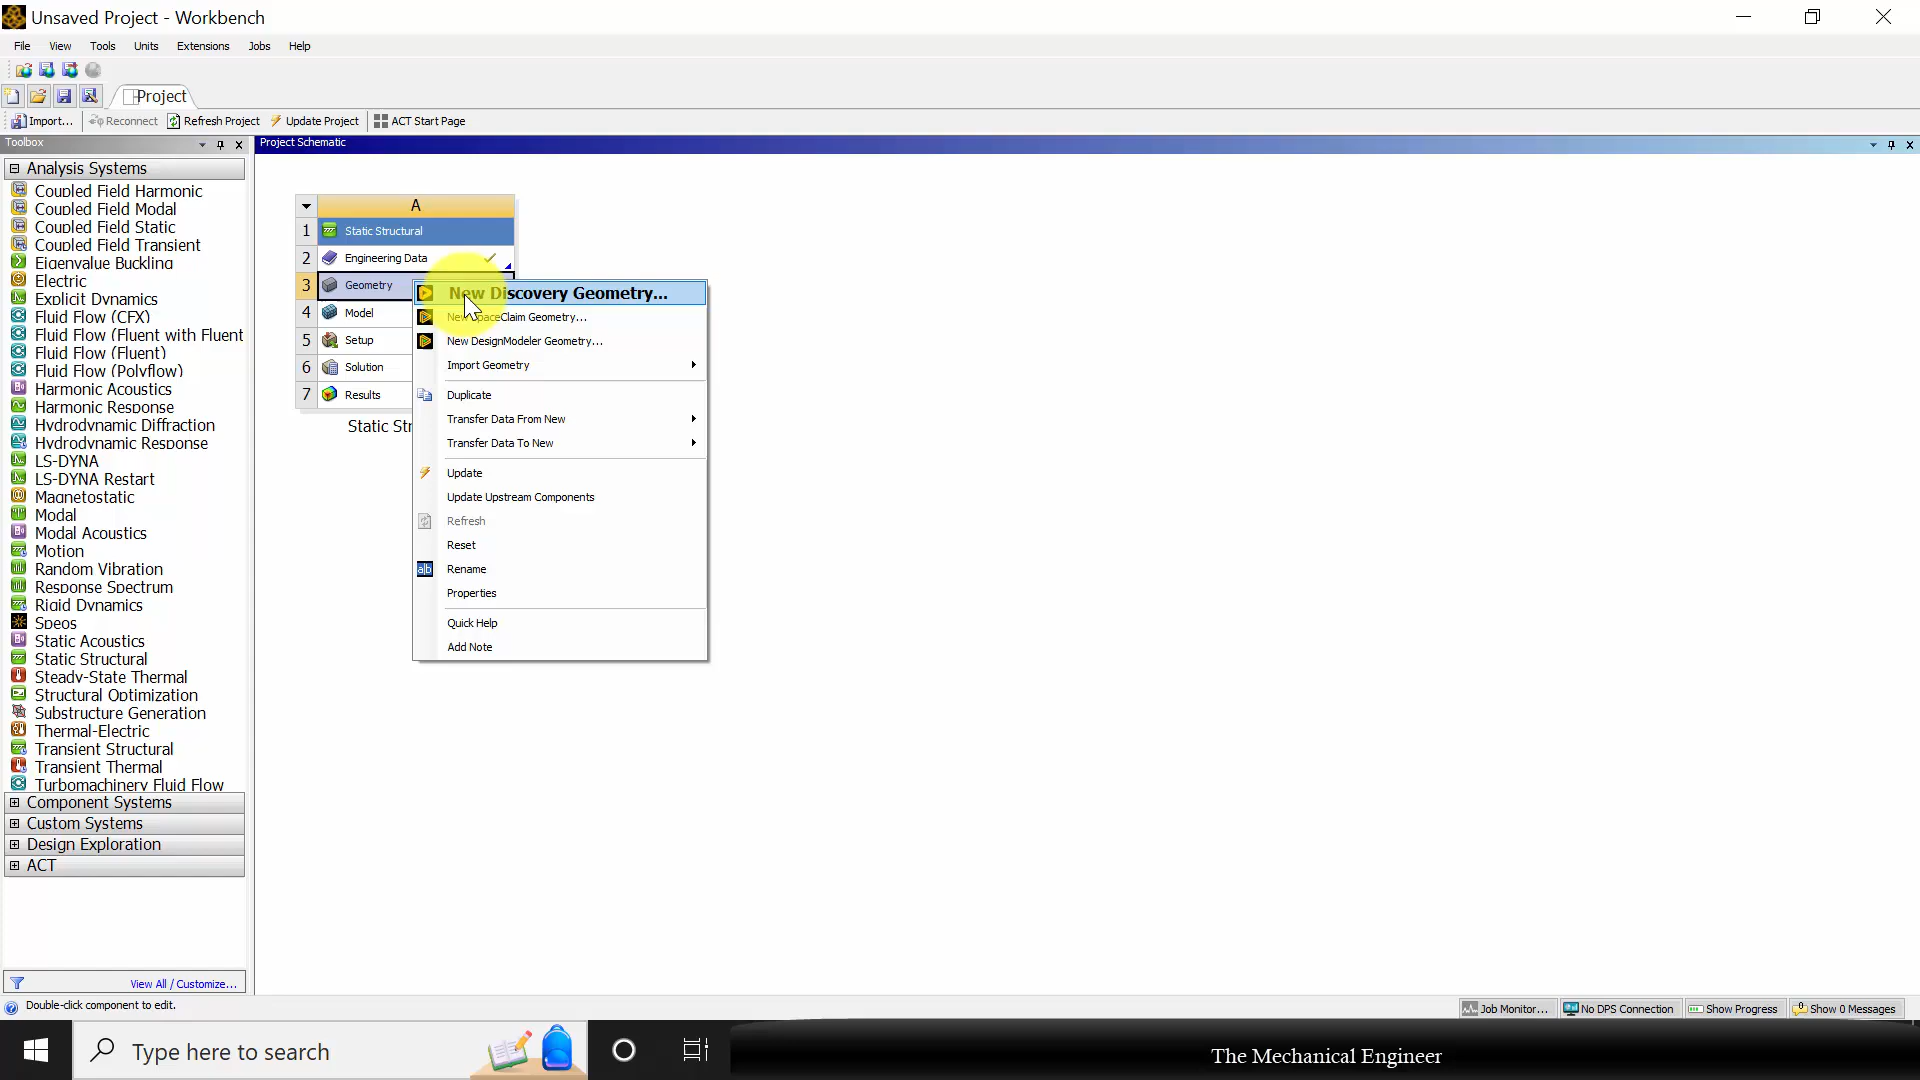 Unsaved Project - Workbench
File View Tools Units Extensions Jobs Help
Project
Import... Reconnect Refresh Project Update Project ACT Start Page
Toolbox
Project Schematic
Analysis Systems
Coupled Field Harmonic
Coupled Field Modal
Coupled Field Static
Coupled Field Transient
Eigenvalue Buckling
Electric
Explicit Dynamics
Fluid Flow (CFX)
Fluid Flow (Fluent with Fluent
Fluid Flow (Fluent)
Fluid Flow (Polyflow)
Harmonic Acoustics
Harmonic Response
Hydrodynamic Diffraction
Hydrodynamic Response
LS-DYNA
LS-DYNA Restart
Magnetostatic
Modal
Modal Acoustics
Motion
Random Vibration
Response Spectrum
Rigid Dynamics
Speos
Static Acoustics
Static Structural
Steady-State Thermal
Structural Optimization
Substructure Generation
Thermal-Electric
Transient Structural
Transient Thermal
Turbomachinery Fluid Flow
Component Systems
Custom Systems
Design Exploration
ACT
View All / Customize...
A
1 Static Structural
2 Engineering Data
3 Geometry
4 Model
5 Setup
6 Solution
7 Results
Static Str
New Discovery Geometry...
New SpaceClaim Geometry...
New DesignModeler Geometry...
Import Geometry
Duplicate
Transfer Data From New
Transfer Data To New
Update
Update Upstream Components
Refresh
Reset
a|b Rename
Properties
Quick Help
Add Note
Double-click component to edit.
Job Monitor... No DPS Connection Show Progress Show 0 Messages
Type here to search
The Mechanical Engineer